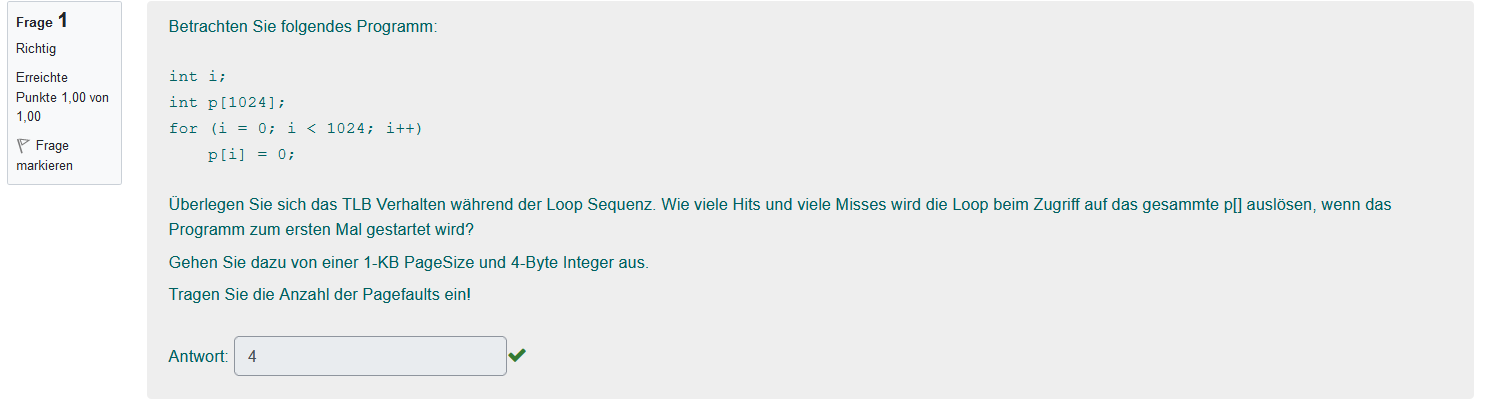 Frage 1
Richtig
Erreichte
Punkte 1,00 von
1,00
Frage
markieren
Betrachten Sie folgendes Programm:
int i;
int p[1024];
for (i = 0; i < 1024; i++)
    p[i] = 0;
Überlegen Sie sich das TLB Verhalten während der Loop Sequenz. Wie viele Hits und viele Misses wird die Loop beim Zugriff auf das gesammte p[] auslösen, wenn das
Programm zum ersten Mal gestartet wird?
Gehen Sie dazu von einer 1-KB PageSize und 4-Byte Integer aus.
Tragen Sie die Anzahl der Pagefaults ein!
Antwort: 4